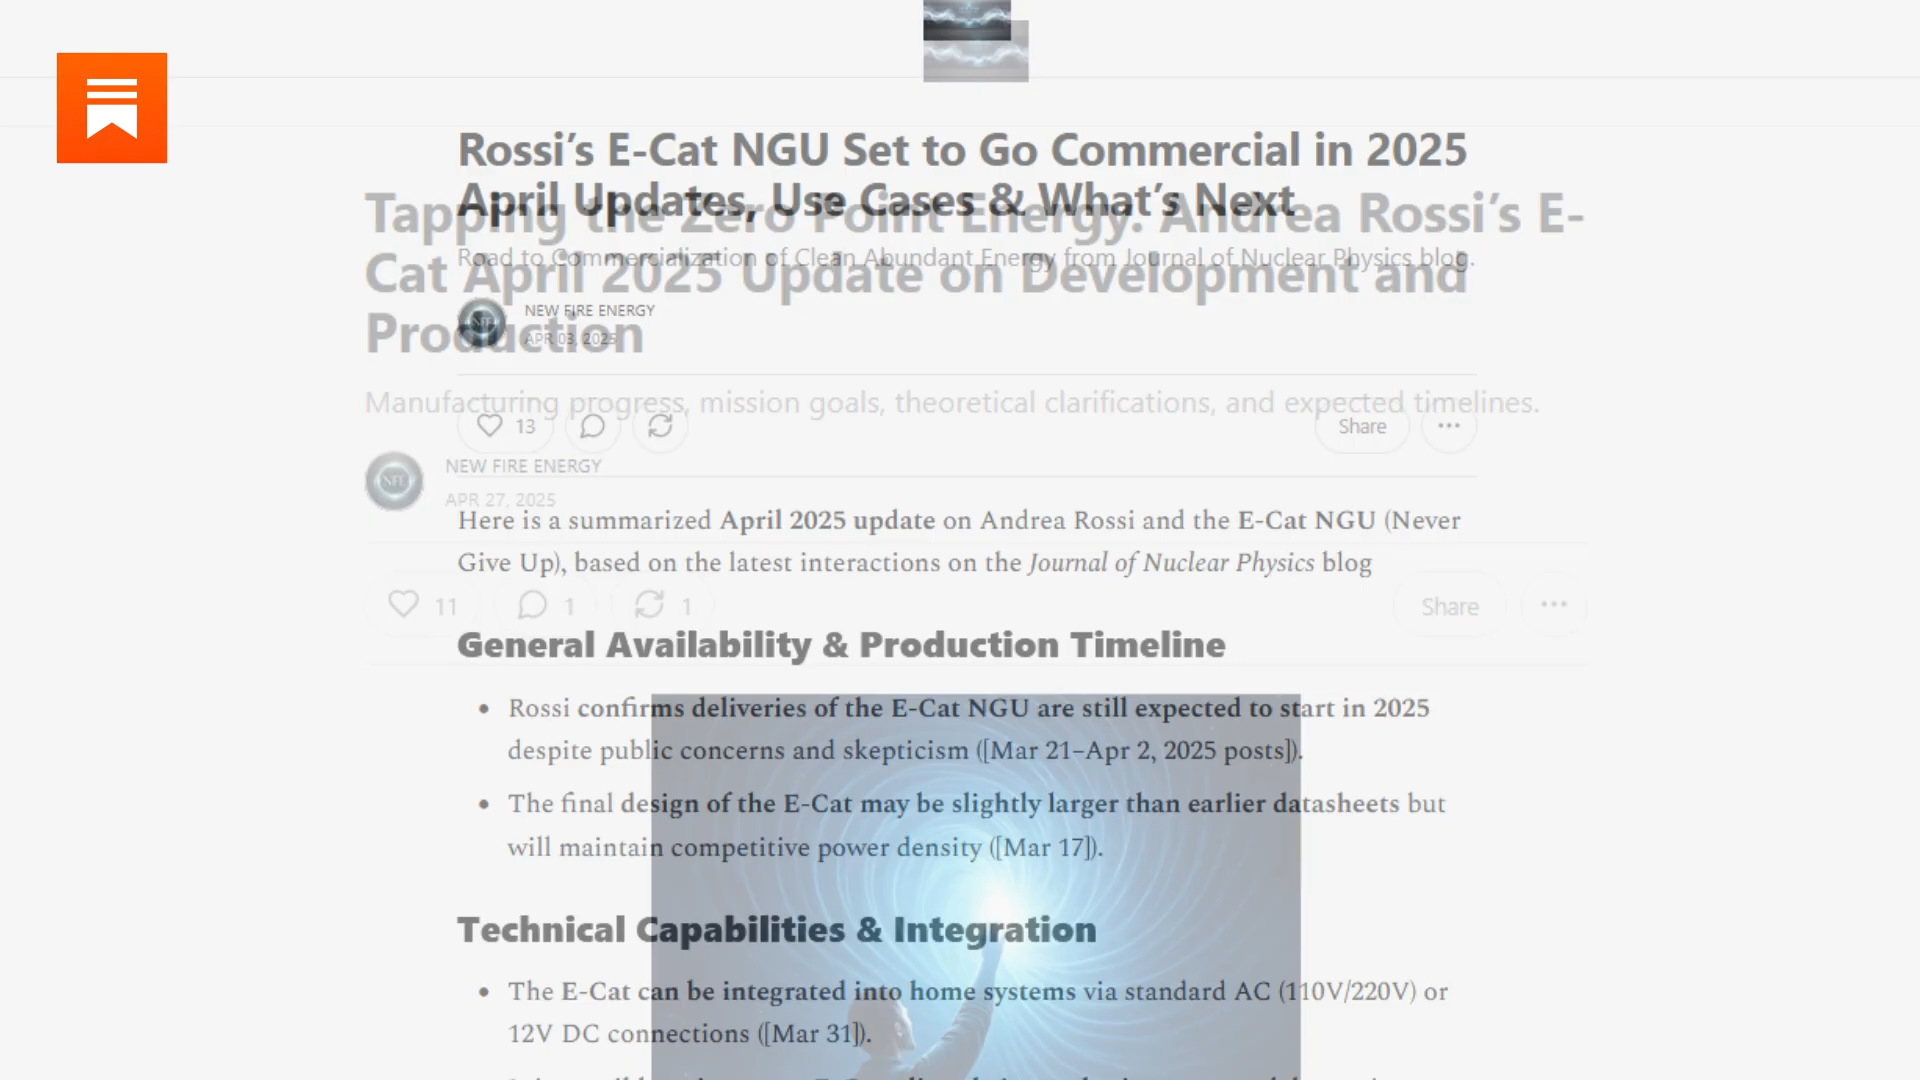 Rossi’s E-Cat NGU Set to Go Commercial in 2025
April Updates, Use Cases & What’s Next
Road to Commercialization of Clean Abundant Energy from Journal of Nuclear Physics blog.
NEW FIRE ENERGY
APR 03, 2025
13
Share
Tapping the Zero Point Energy. Andrea Rossi’s E-
Cat April 2025 Update on Development and
Production
Manufacturing progress, mission goals, theoretical clarifications, and expected timelines.
NFE
NEW FIRE ENERGY
APR 27, 2025
11 1 1
Share
Here is a summarized April 2025 update on Andrea Rossi and the E-Cat NGU (Never
Give Up), based on the latest interactions on the Journal of Nuclear Physics blog
General Availability & Production Timeline
• Rossi confirms deliveries of the E-Cat NGU are still expected to start in 2025
despite public concerns and skepticism ([Mar 21–Apr 2, 2025 posts]).
• The final design of the E-Cat may be slightly larger than earlier datasheets but
will maintain competitive power density ([Mar 17]).
Technical Capabilities & Integration
• The E-Cat can be integrated into home systems via standard AC (110V/220V) or
12V DC connections ([Mar 31]).